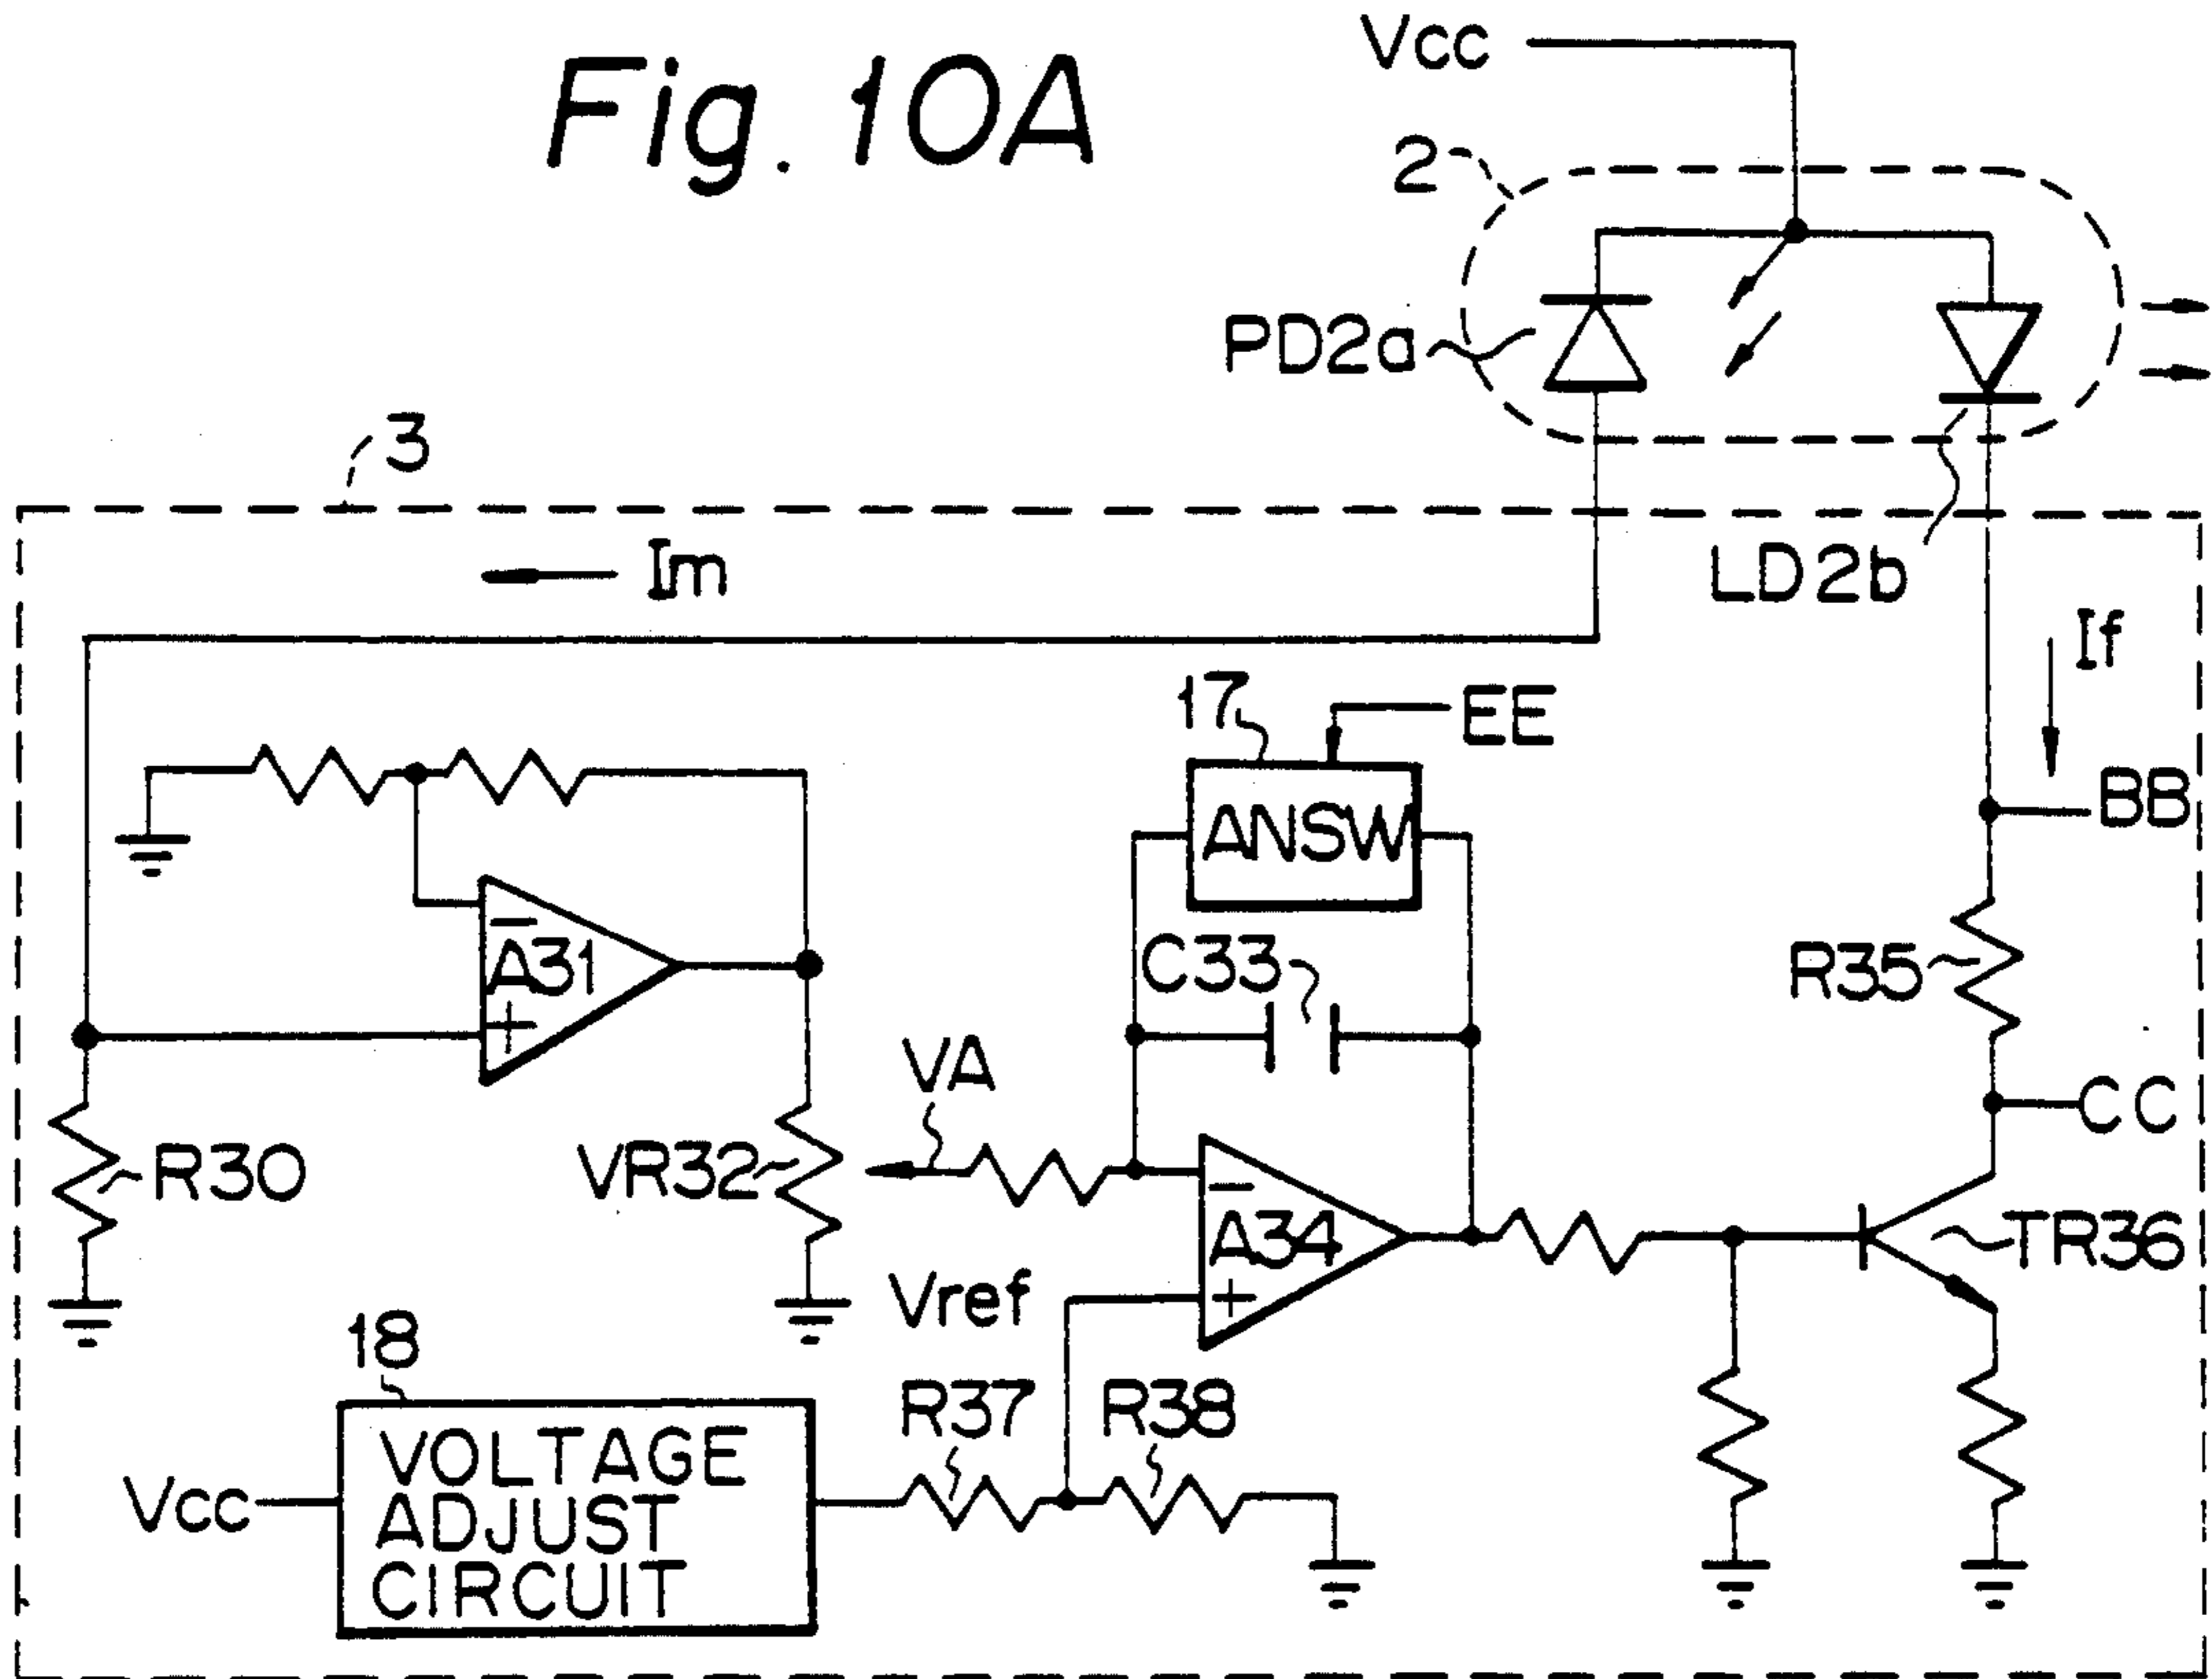 Fig. 10A
Vcc
2
PD2a
3
Im
LD2b
If
17
EE
ANSW
BB
A31
C33
R35
VA
CC
R30
VR32
A34
TR36
Vref
18
R37
R38
Vcc
VOLTAGE
ADJUST
CIRCUIT